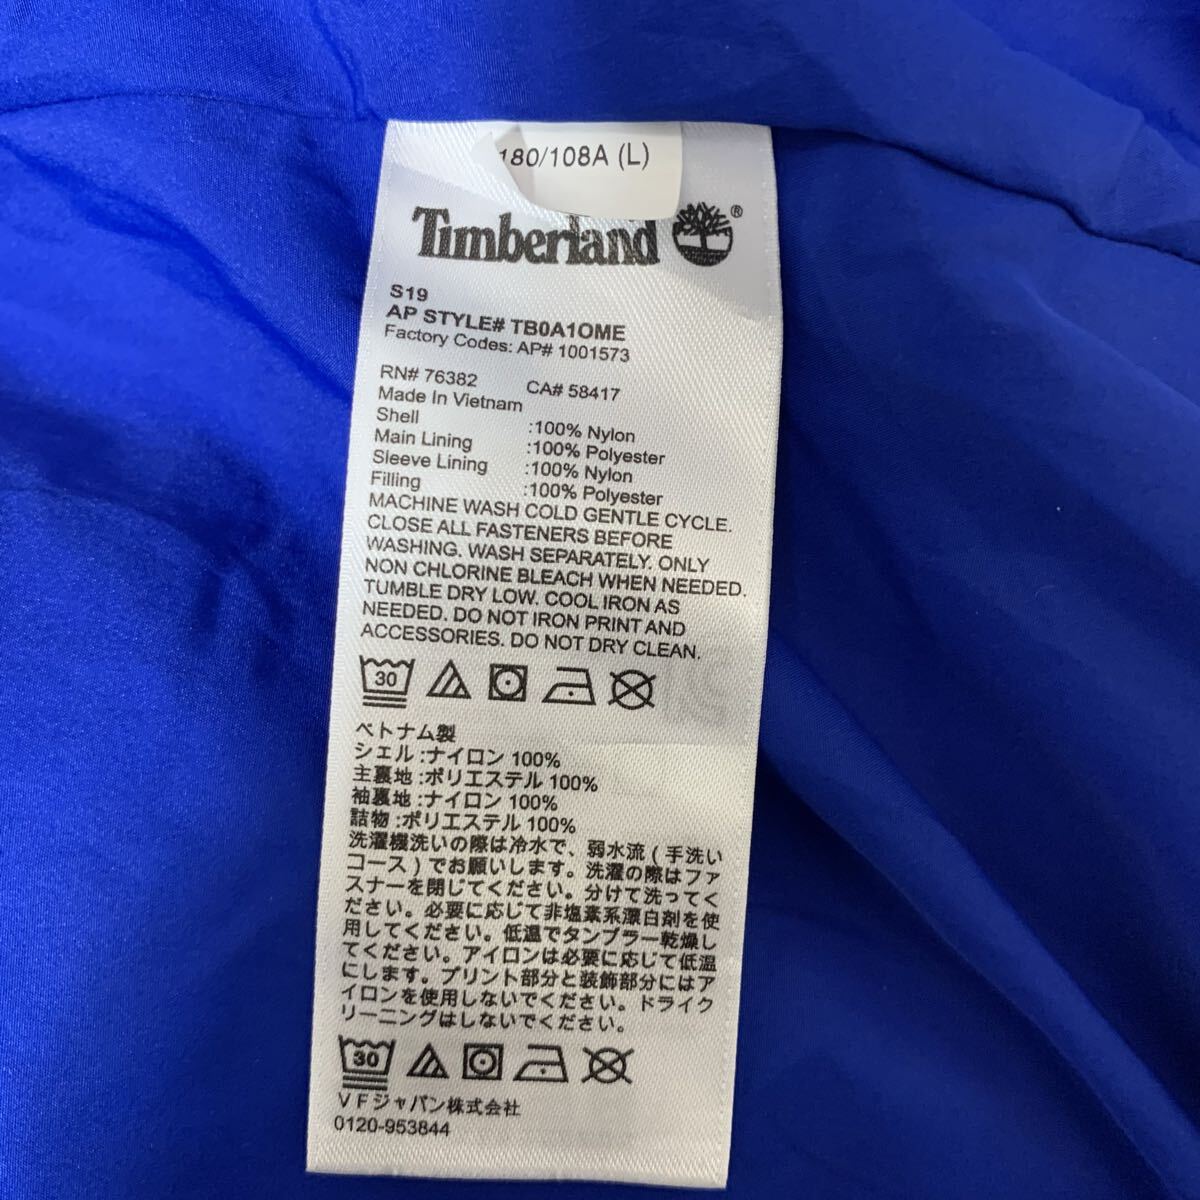 180/108A (L)
Timberland ®
S19
AP STYLE# TB0A1OME
Factory Codes: AP# 1001573
RN# 76382 CA# 58417
Made In Vietnam
Shell :100% Nylon
Main Lining :100% Polyester
Sleeve Lining :100% Nylon
Filling :100% Polyester
MACHINE WASH COLD GENTLE CYCLE.
CLOSE ALL FASTENERS BEFORE
WASHING. WASH SEPARATELY. ONLY
NON CHLORINE BLEACH WHEN NEEDED.
TUMBLE DRY LOW. COOL IRON AS
NEEDED. DO NOT IRON PRINT AND
ACCESSORIES. DO NOT DRY CLEAN.
30
ベトナム製
シェル :ナイロン 100%
主裏地 :ポリエステル 100%
袖裏地 :ナイロン 100%
詰物 :ポリエステル 100%
洗濯機洗いの際は冷水で、弱水流 ( 手洗い
コース ) でお願いします。洗濯の際はファ
スナーを閉じてください。分けて洗ってく
ださい。必要に応じて非塩素系漂白剤を使
用してください。低温でタンブラー乾燥し
てください。アイロンは必要に応じて低温
にします。プリント部分と装飾部分にはア
イロンを使用しないでください。ドライク
リーニングはしないでください。
30
VFジャパン株式会社
0120-953844